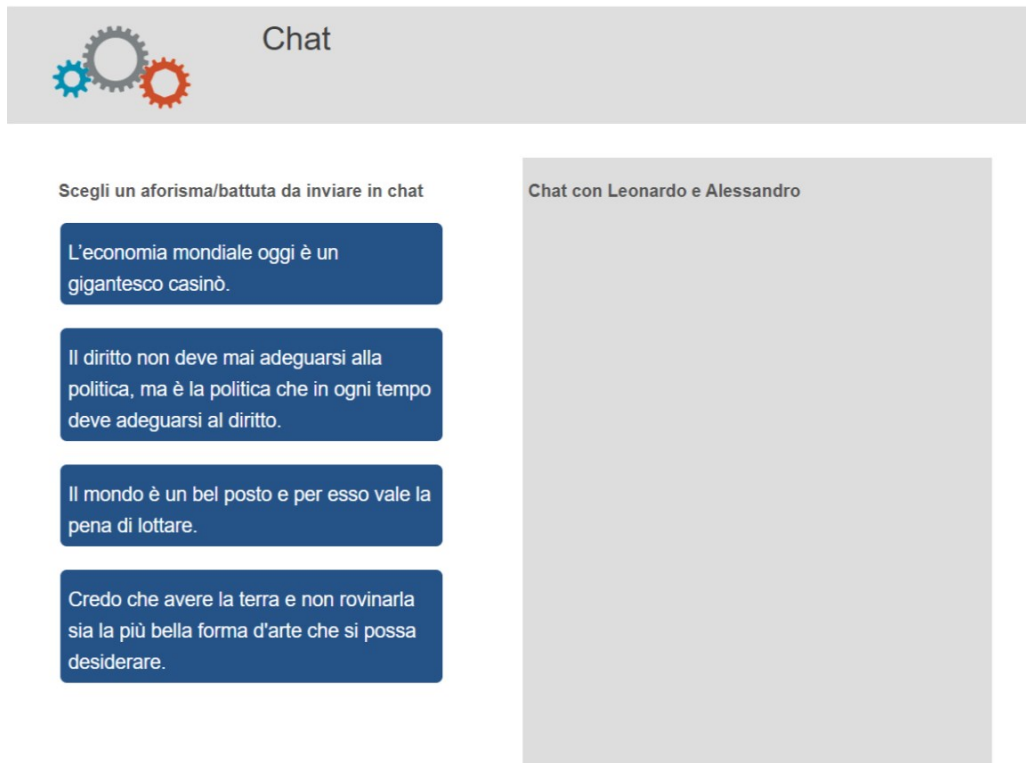 Chat
Scegli un aforisma/battuta da inviare in chat
L'economia mondiale oggi è un
gigantesco casinò.
Il diritto non deve mai adeguarsi alla
politica, ma è la politica che in ogni tempo
deve adeguarsi al diritto.
Il mondo è un bel posto e per esso vale la
pena di lottare.
Credo che avere la terra e non rovinarla
sia la più bella forma d'arte che si possa
desiderare.
Chat con Leonardo e Alessandro